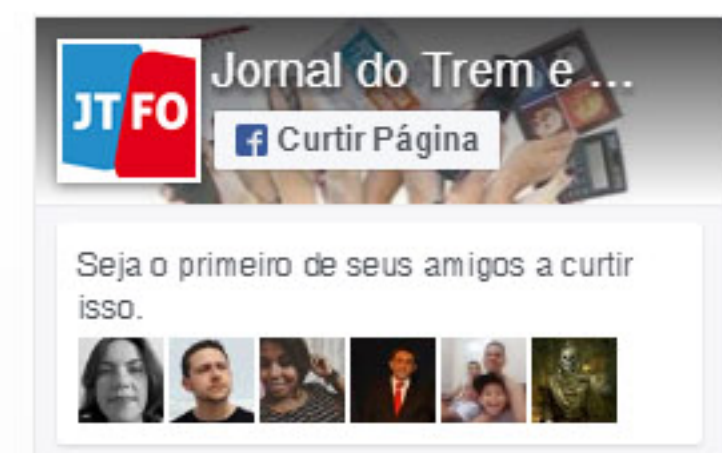 Jornal do Trem e ...
JT FO
Curtir Página
Seja o primeiro de seus amigos a curtir
isso.